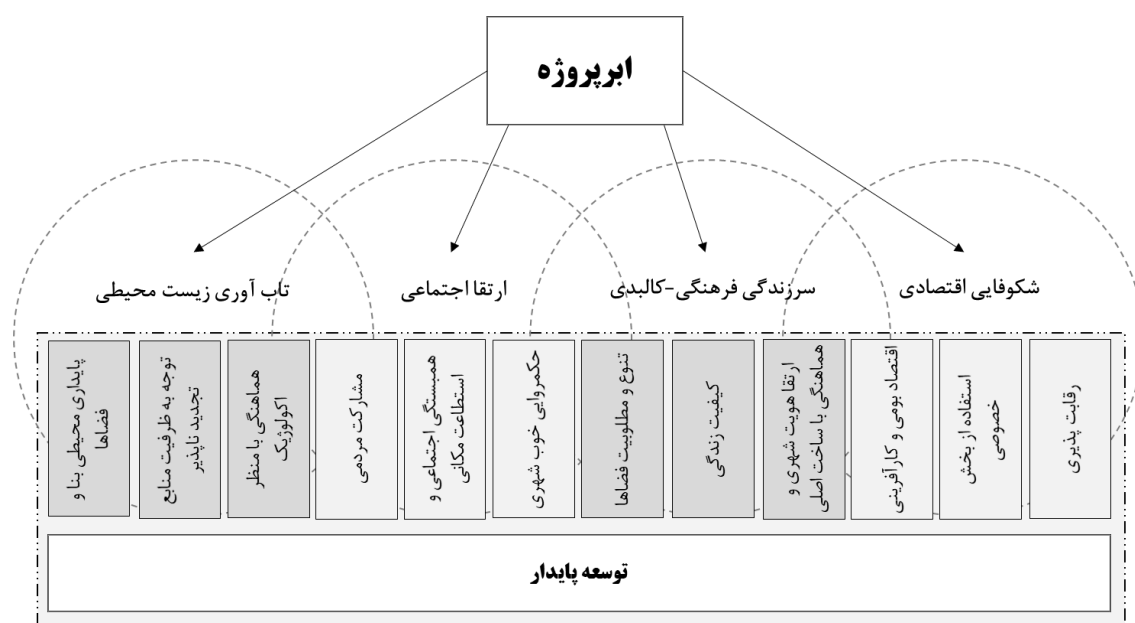 ابرپروژه
شکوفایی اقتصادی
سرزندگی فرهنگی-کالبدی
ارتقا اجتماعی
تاب آوری زیست محیطی
رقابت پذیری
استفاده از بخش
خصوصی
اقتصاد بومی و کارآفرینی
ارتقا هویت شهری و
هماهنگی با ساخت اصلی
کیفیت زندگی
تنوع و مطلوبیت فضاها
حکمروایی خوب شهری
همبستگی اجتماعی و
استطاعت مکانی
مشارکت مردمی
هماهنگی با منظر
اکولوژیک
توجه به ظرفیت منابع
تجدید ناپذیر
پایداری محیطی بنا و
فضاها
توسعه پایدار